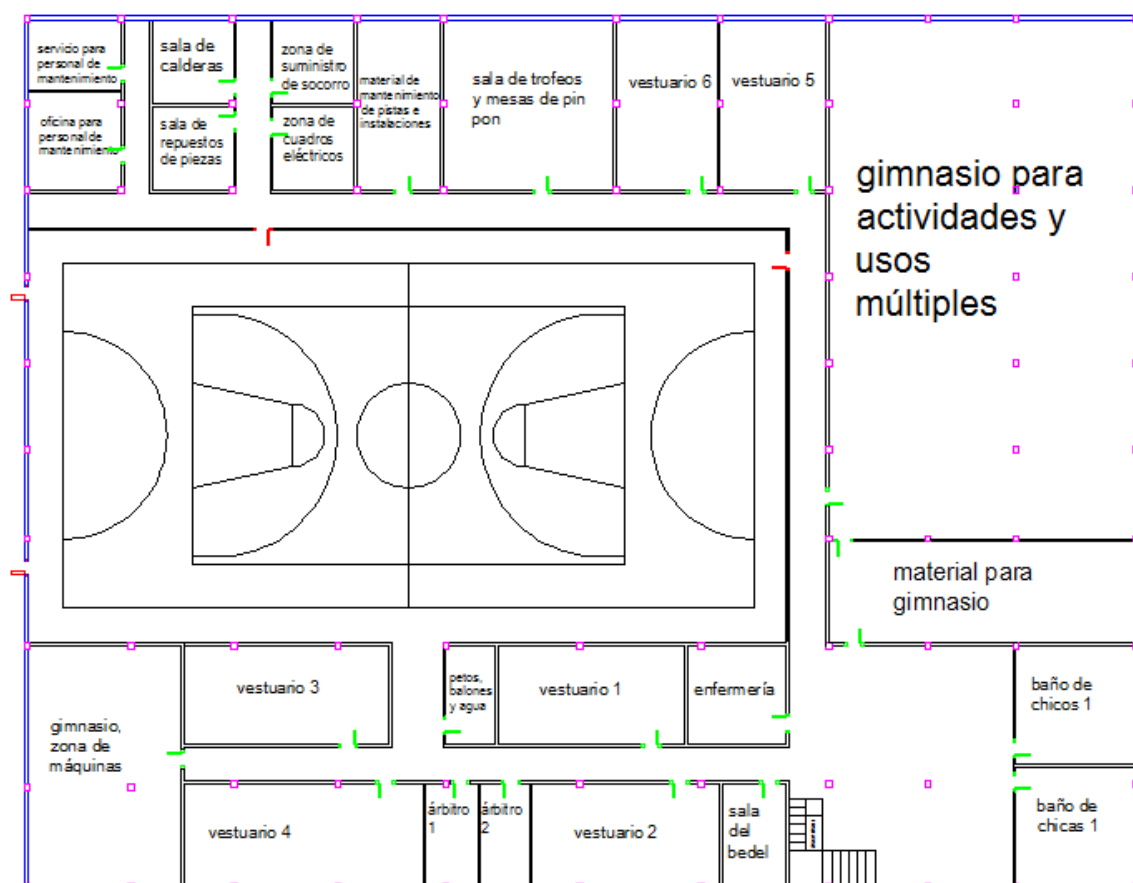 servicio para
personal de
mantenimiento
sala de
calderas
zona de
suministro
de socorro
material de
mantenimiento
de pistas e
instalaciones
sala de trofeos
y mesas de pin
pon
vestuario 6
vestuario 5
oficina para
personal de
mantenimiento
sala de
repuestos
de piezas
zona de
cuadros
eléctricos
gimnasio para
actividades y
usos
múltiples
material para
gimnasio
vestuario 3
petos,
balones
y agua
vestuario 1
enfermería
baño de
chicos 1
gimnasio,
zona de
máquinas
vestuario 4
árbitro
1
árbitro
2
vestuario 2
sala
del
bedel
baño de
chicas 1